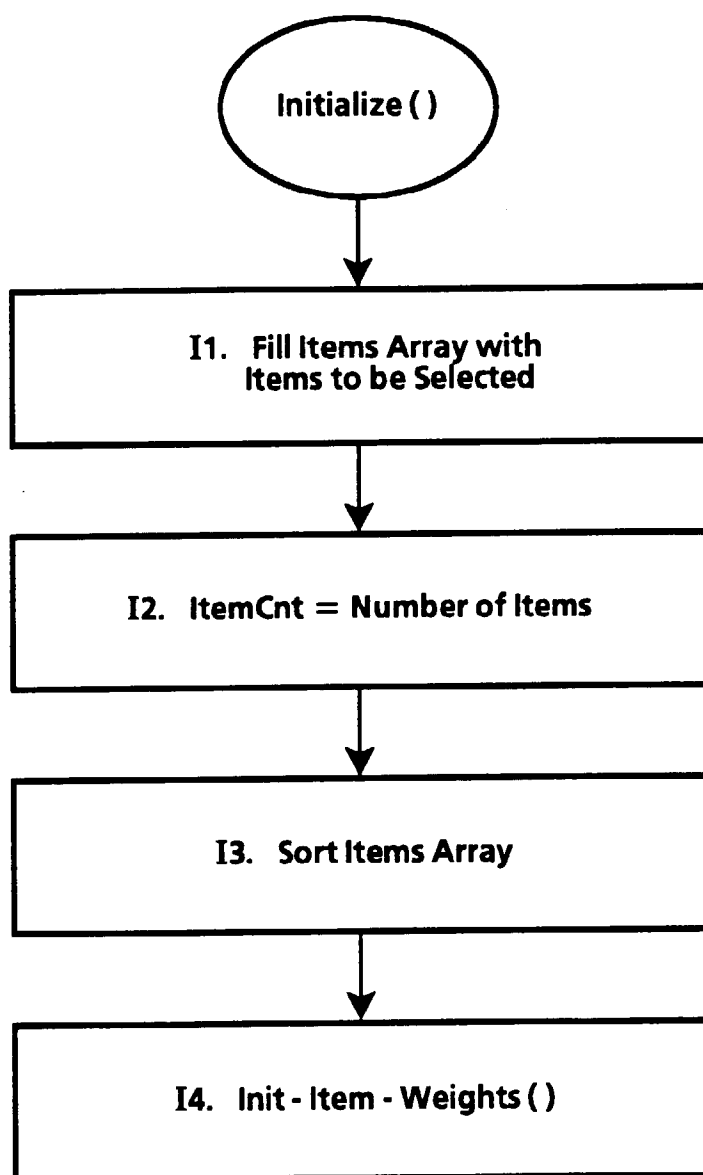 Initialize ( )
I1. Fill Items Array with
Items to be Selected
I2. ItemCnt = Number of Items
I3. Sort Items Array
I4. Init - Item - Weights ( )